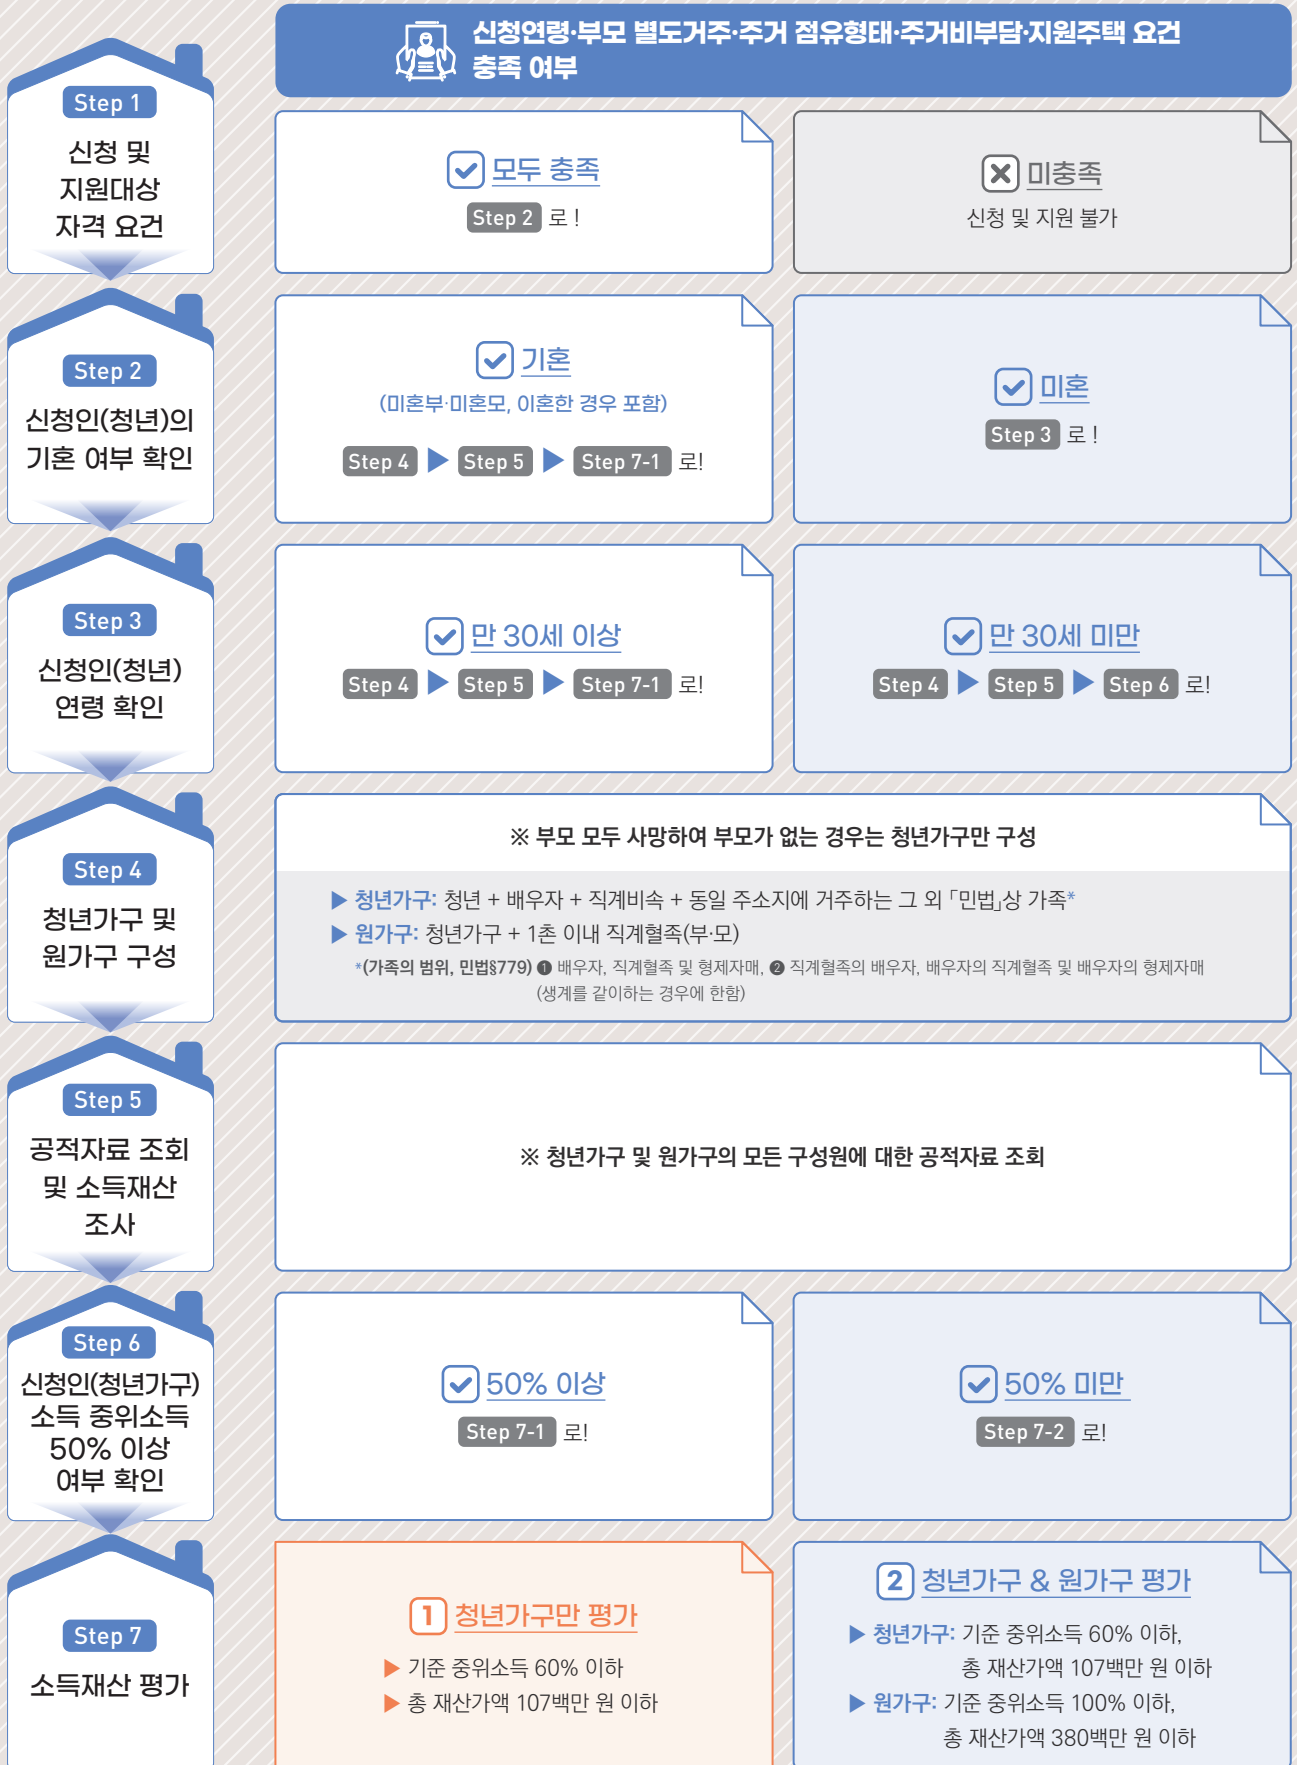 신청연령·부모 별도거주·주거 점유형태·주거비부담·지원주택 요건
충족 여부
Step 1
신청 및
지원대상
자격 요건
모두 충족
Step 2 로 !
미충족
신청 및 지원 불가
Step 2
신청인(청년)의
기혼 여부 확인
기혼
(미혼부·미혼모, 이혼한 경우 포함)
Step 4 ▶ Step 5 ▶ Step 7-1 로!
미혼
Step 3 로 !
Step 3
신청인(청년)
연령 확인
만 30세 이상
Step 4 ▶ Step 5 ▶ Step 7-1 로!
만 30세 미만
Step 4 ▶ Step 5 ▶ Step 6 로!
Step 4
청년가구 및
원가구 구성
※ 부모 모두 사망하여 부모가 없는 경우는 청년가구만 구성
▶ 청년가구: 청년 + 배우자 + 직계비속 + 동일 주소지에 거주하는 그 외 「민법」상 가족*
▶ 원가구: 청년가구 + 1촌 이내 직계혈족(부·모)
*(가족의 범위, 민법§779) ❶ 배우자, 직계혈족 및 형제자매, ❷ 직계혈족의 배우자, 배우자의 직계혈족 및 배우자의 형제자매
(생계를 같이하는 경우에 한함)
Step 5
공적자료 조회
및 소득재산
조사
※ 청년가구 및 원가구의 모든 구성원에 대한 공적자료 조회
Step 6
신청인(청년가구)
소득 중위소득
50% 이상
여부 확인
50% 이상
Step 7-1 로!
50% 미만
Step 7-2 로!
Step 7
소득재산 평가
1 청년가구만 평가
▶ 기준 중위소득 60% 이하
▶ 총 재산가액 107백만 원 이하
2 청년가구 & 원가구 평가
▶ 청년가구: 기준 중위소득 60% 이하,
총 재산가액 107백만 원 이하
▶ 원가구: 기준 중위소득 100% 이하,
총 재산가액 380백만 원 이하